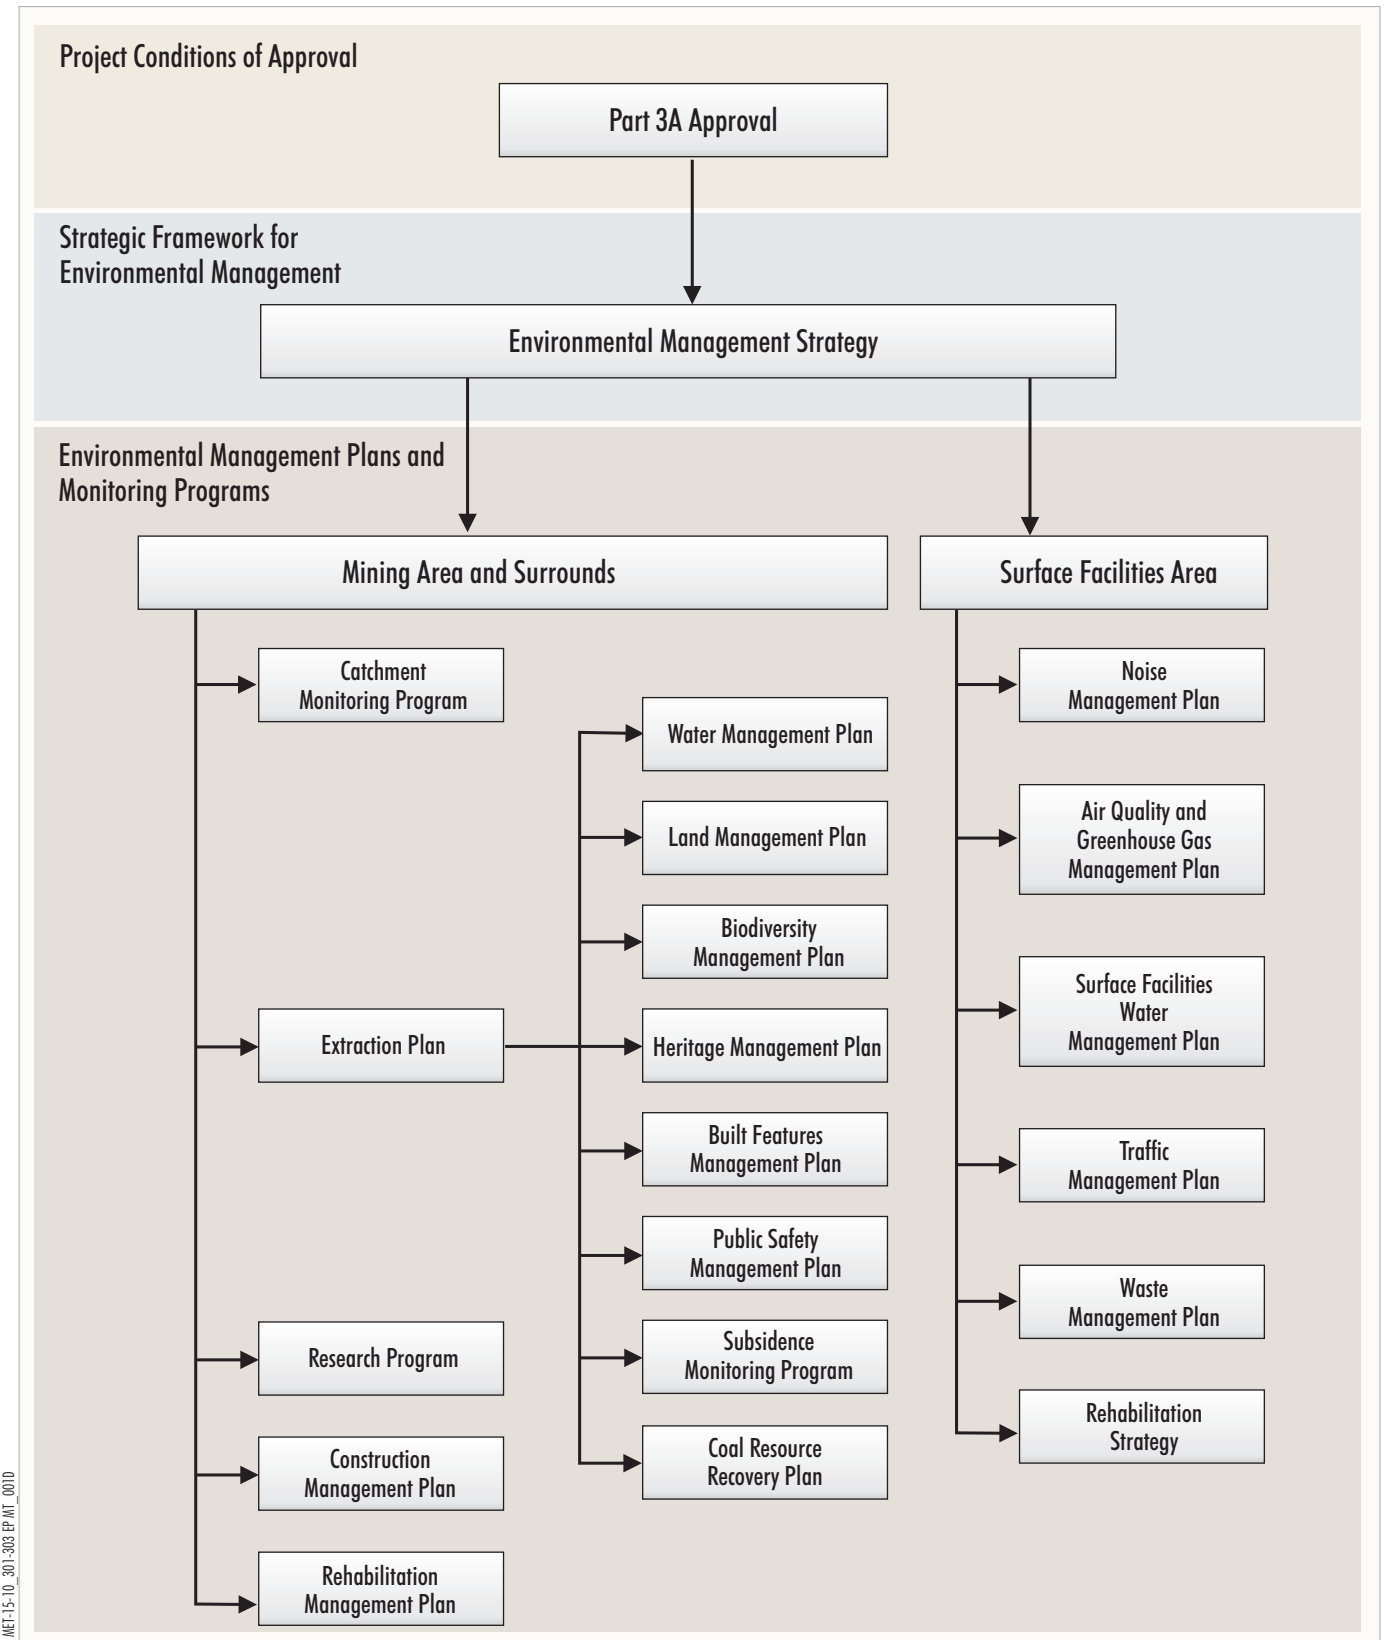 Project Conditions of Approval
Part 3A Approval
Strategic Framework for
Environmental Management
Environmental Management Strategy
Environmental Management Plans and
Monitoring Programs
Mining Area and Surrounds
Catchment
Monitoring Program
Extraction Plan
Research Program
Construction
Management Plan
Rehabilitation
Management Plan
Water Management Plan
Land Management Plan
Biodiversity
Management Plan
Heritage Management Plan
Built Features
Management Plan
Public Safety
Management Plan
Subsidence
Monitoring Program
Coal Resource
Recovery Plan
Surface Facilities Area
Noise
Management Plan
Air Quality and
Greenhouse Gas
Management Plan
Surface Facilities
Water
Management Plan
Traffic
Management Plan
Waste
Management Plan
Rehabilitation
Strategy
MET-15-10_301-303 EP MT_001D